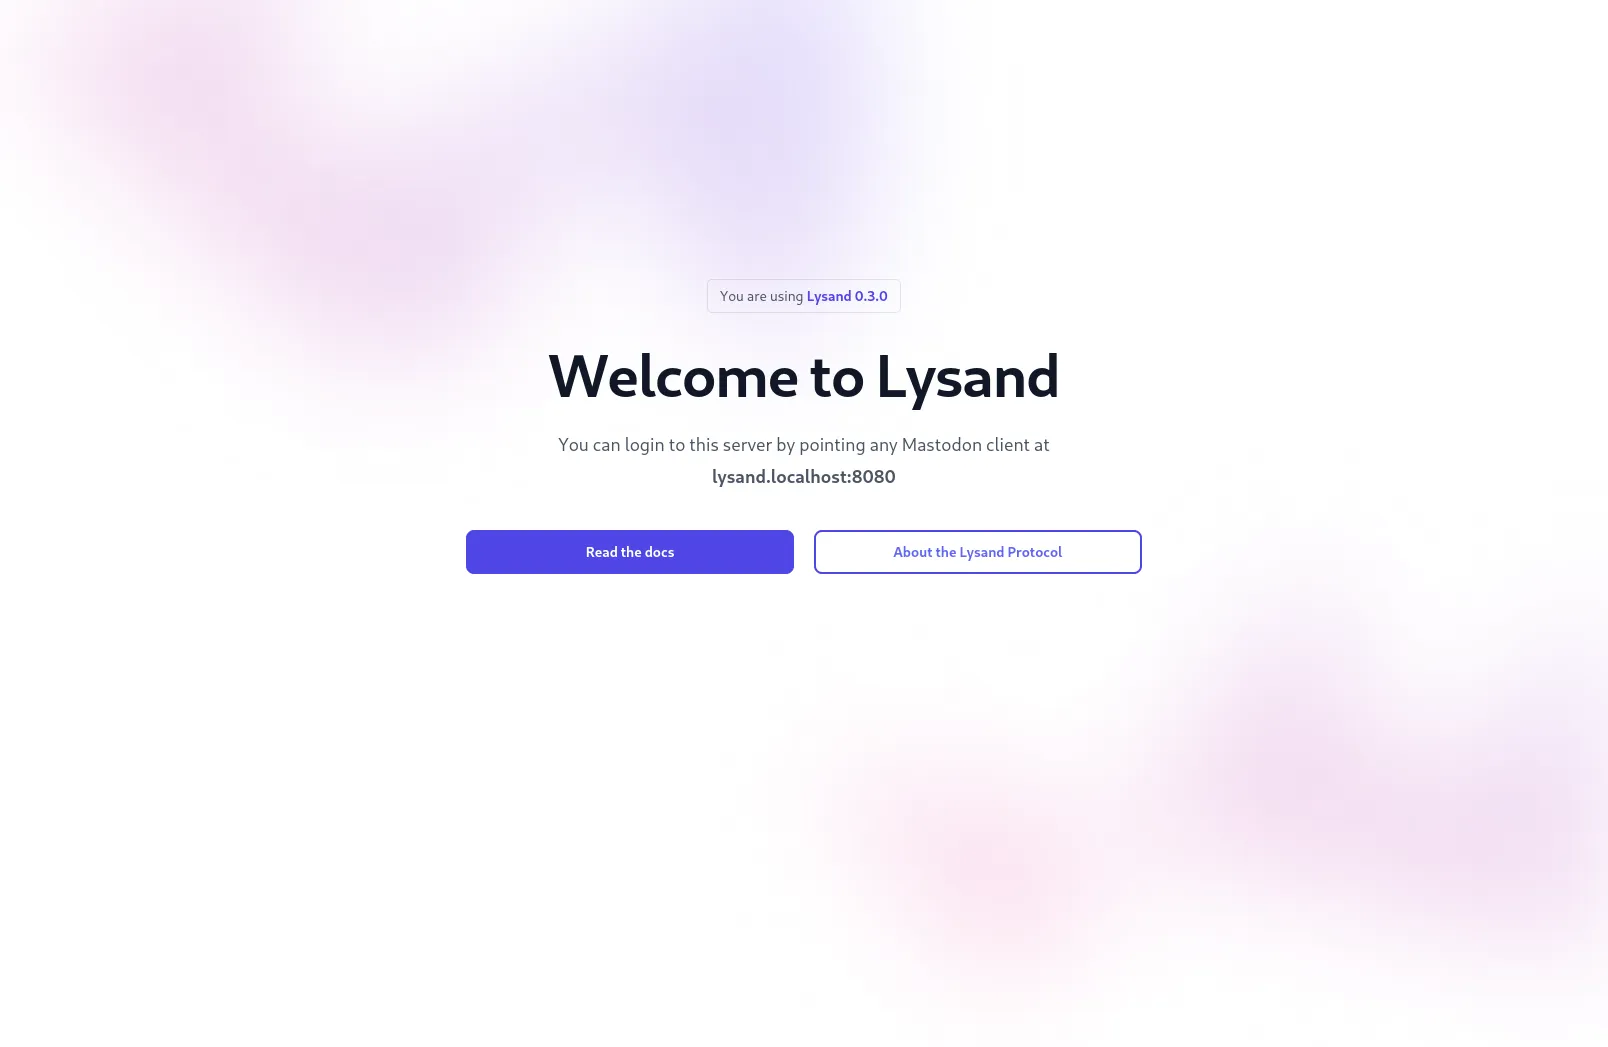 You are using Lysand 0.3.0
Welcome to Lysand
You can login to this server by pointing any Mastodon client at
lysand.localhost:8080
Read the docs
About the Lysand Protocol